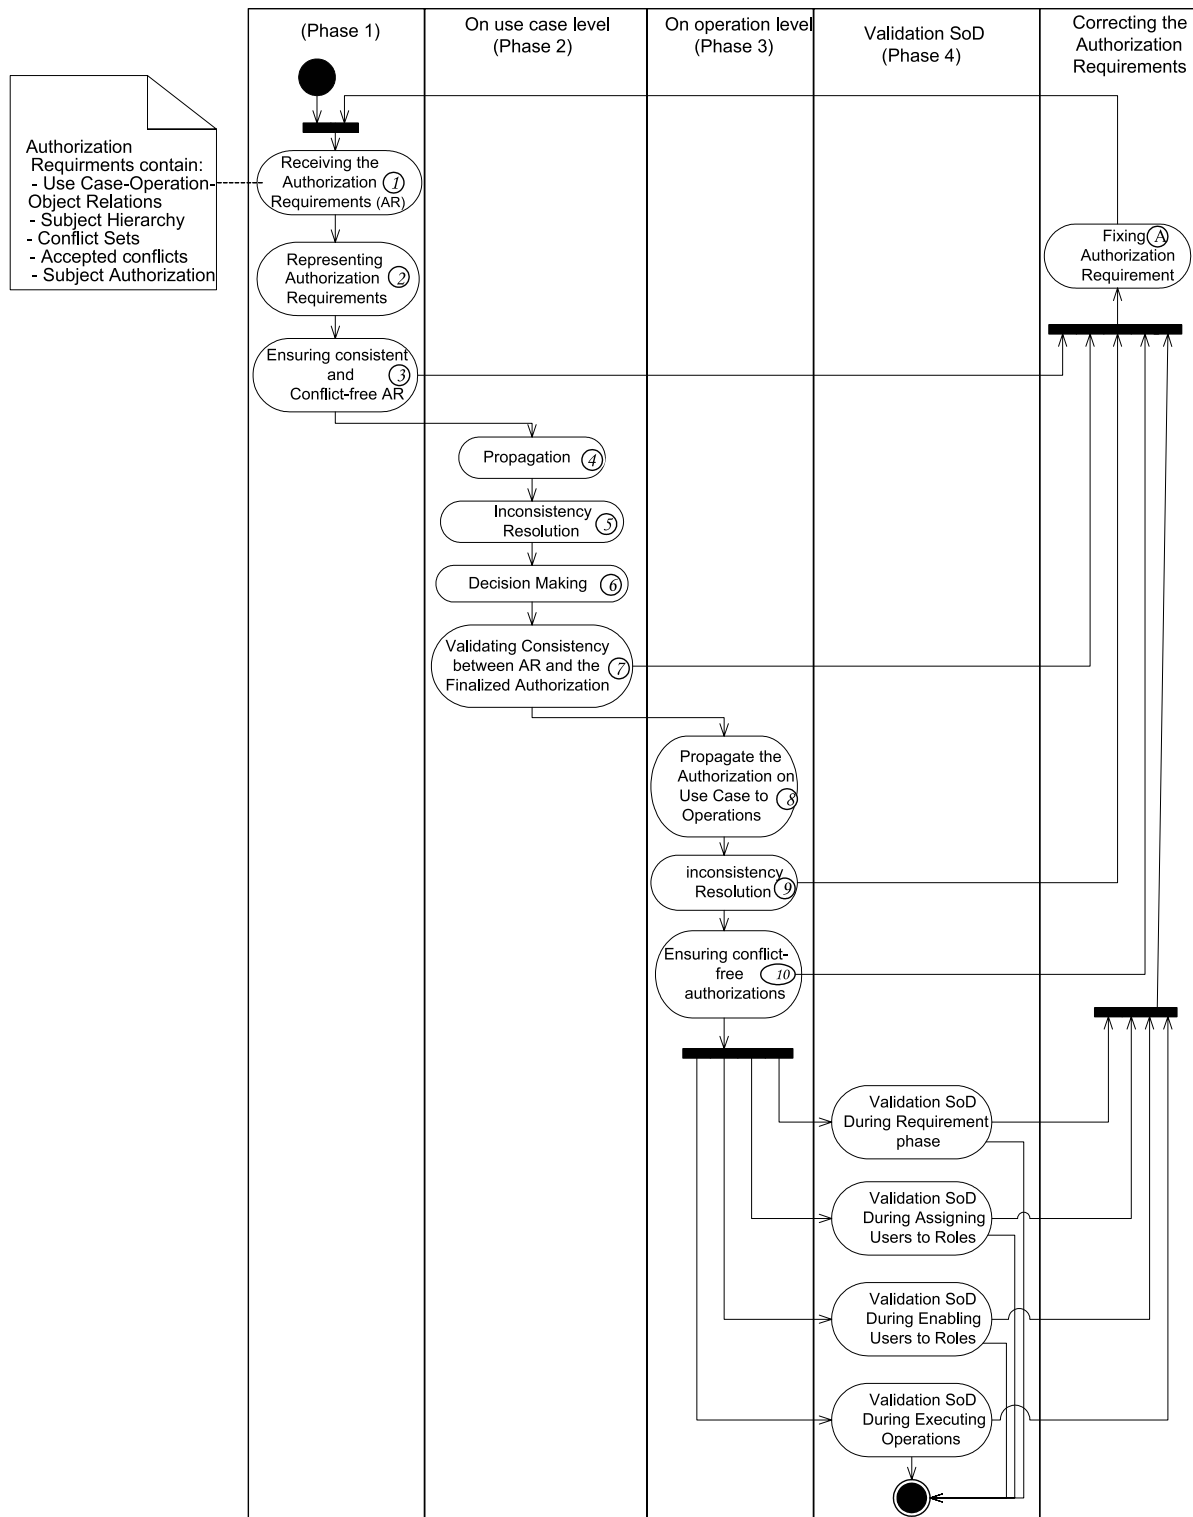 (Phase 1)
On use case level
(Phase 2)
On operation level
(Phase 3)
Validation SoD
(Phase 4)
Correcting the
Authorization
Requirements
Authorization
Requirments contain:
- Use Case-Operation-
Object Relations
- Subject Hierarchy
- Conflict Sets
- Accepted conflicts
- Subject Authorization
Receiving the
Authorization 1
Requirements (AR)
Representing
Authorization 2
Requirements
Ensuring consistent
and 3
Conflict-free AR
Fixing A
Authorization
Requirement
Propagation 4
Inconsistency
Resolution 5
Decision Making 6
Validating Consistency
between AR and the 7
Finalized Authorization
Propagate the
Authorization on
Use Case to 8
Operations
inconsistency
Resolution 9
Ensuring conflict-
free 10
authorizations
Validation SoD
During Requirement
phase
Validation SoD
During Assigning
Users to Roles
Validation SoD
During Enabling
Users to Roles
Validation SoD
During Executing
Operations